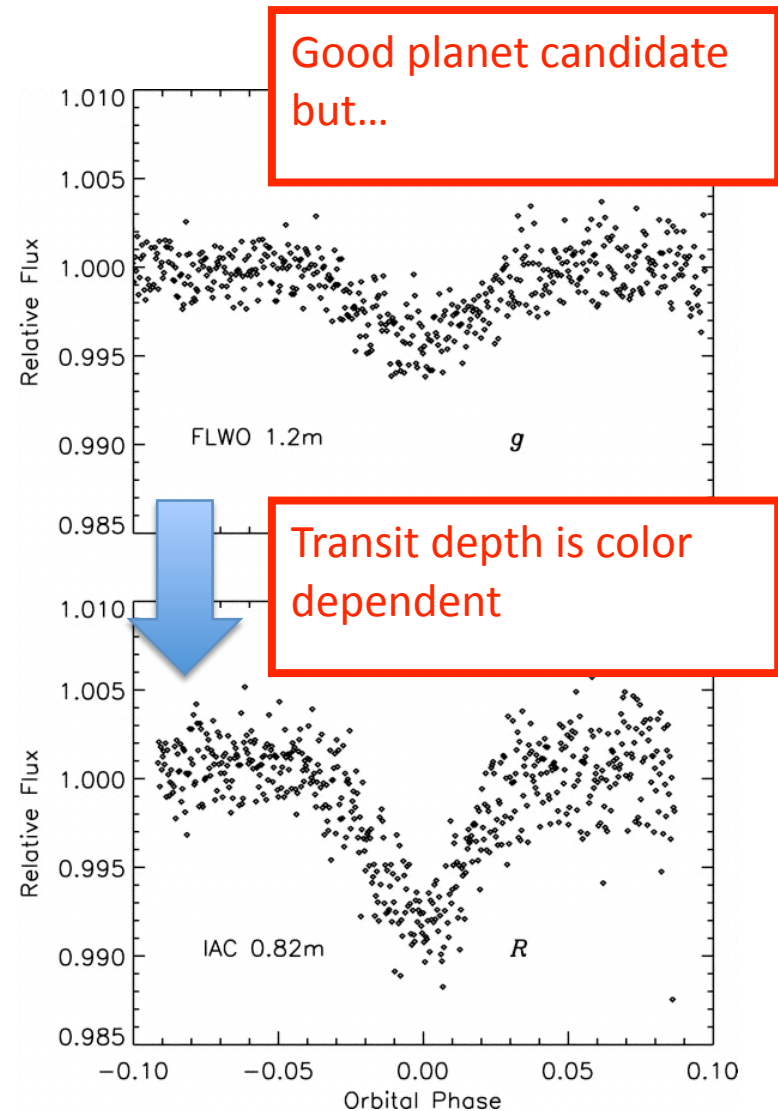 Good planet candidate
but…
1.010
1.005
1.000
0.995
0.990
0.985
Relative Flux
FLWO 1.2m
g
Transit depth is color
dependent
1.010
1.005
1.000
0.995
0.990
0.985
Relative Flux
IAC 0.82m
R
−0.10
−0.05
0.00
0.05
0.10
Orbital Phase